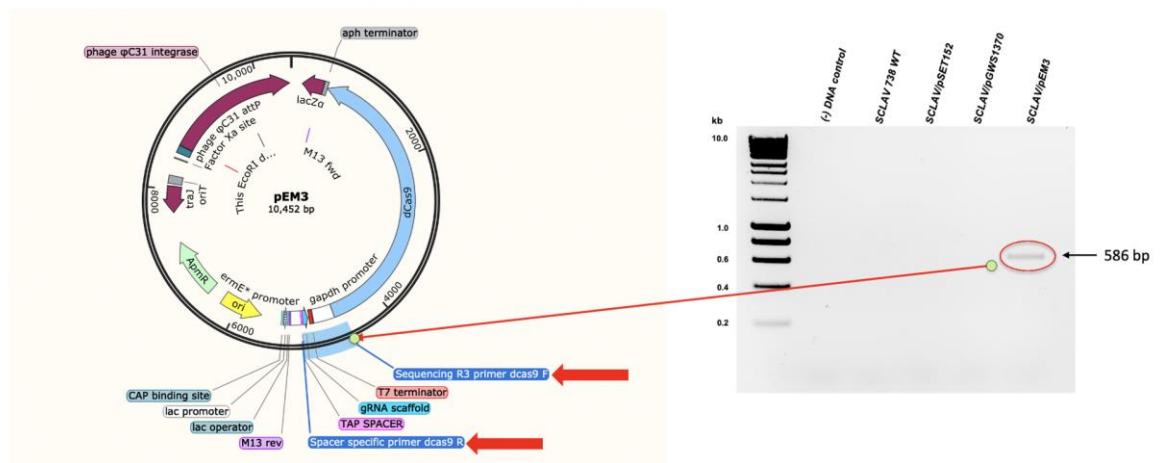 aph terminator
phage φC31 integrase
10,000
lacZα
phage φC31 attP
Factor Xa site
This EcoRI d...
M13 fwd
2000
dCas9
pEM3
10,452 bp
oriT
traJ
8000
ApmR
ori
ermE* promoter
gapdh promoter
4000
6000
Sequencing R3 primer dcas9 F
CAP binding site
T7 terminator
lac promoter
gRNA scaffold
lac operator
TAP SPACER
M13 rev
Spacer specific primer dcas9 R
(-) DNA control
SCLAV 738 WT
SCLAV/pSET152
SCLAV/pGWS1370
SCLAV/pEM3
kb
10.0
1.0
0.6
0.4
0.2
586 bp